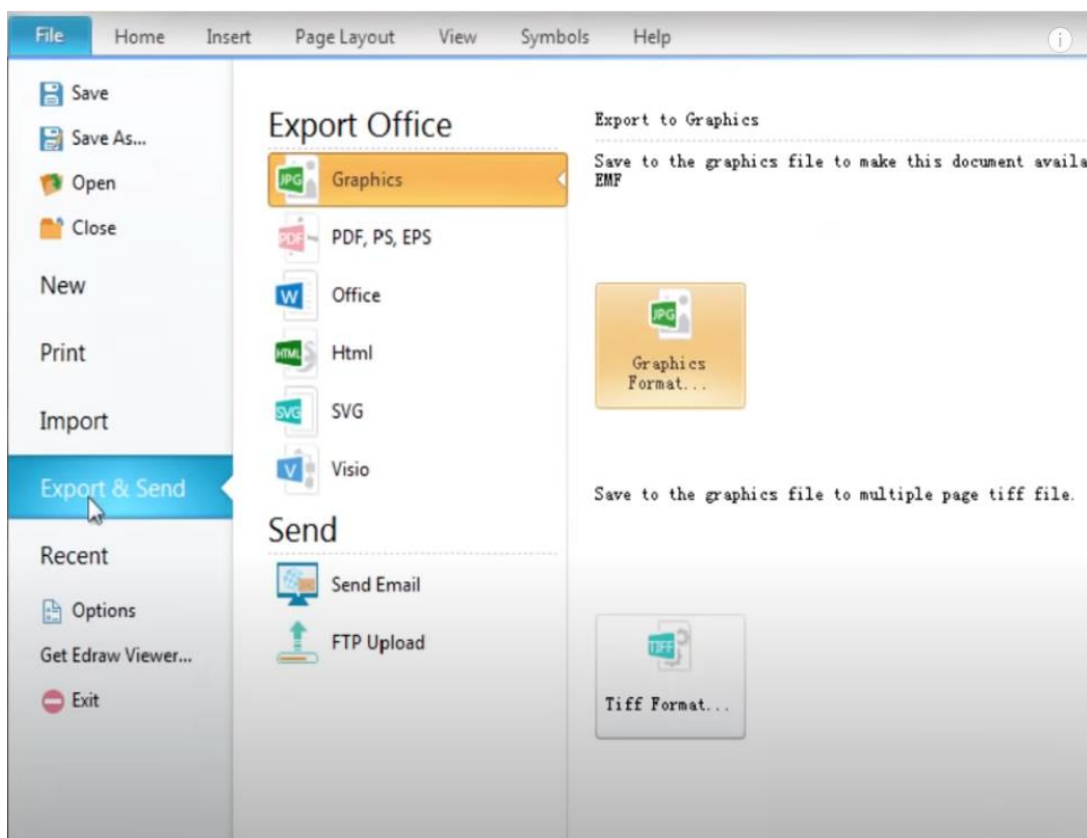 File Home Insert Page Layout View Symbols Help
Save
Save As...
Open
Close
New
Print
Import
Export & Send
Recent
Options
Get Edraw Viewer...
Exit
Export Office
JPG Graphics
PDF PDF, PS, EPS
W Office
HTML Html
SVG SVG
V Visio
Send
Send Email
FTP Upload
Export to Graphics
Save to the graphics file to make this document availa
EMF
JPG
Graphics
Format...
Save to the graphics file to multiple page tiff file.
TIFF
Tiff Format...